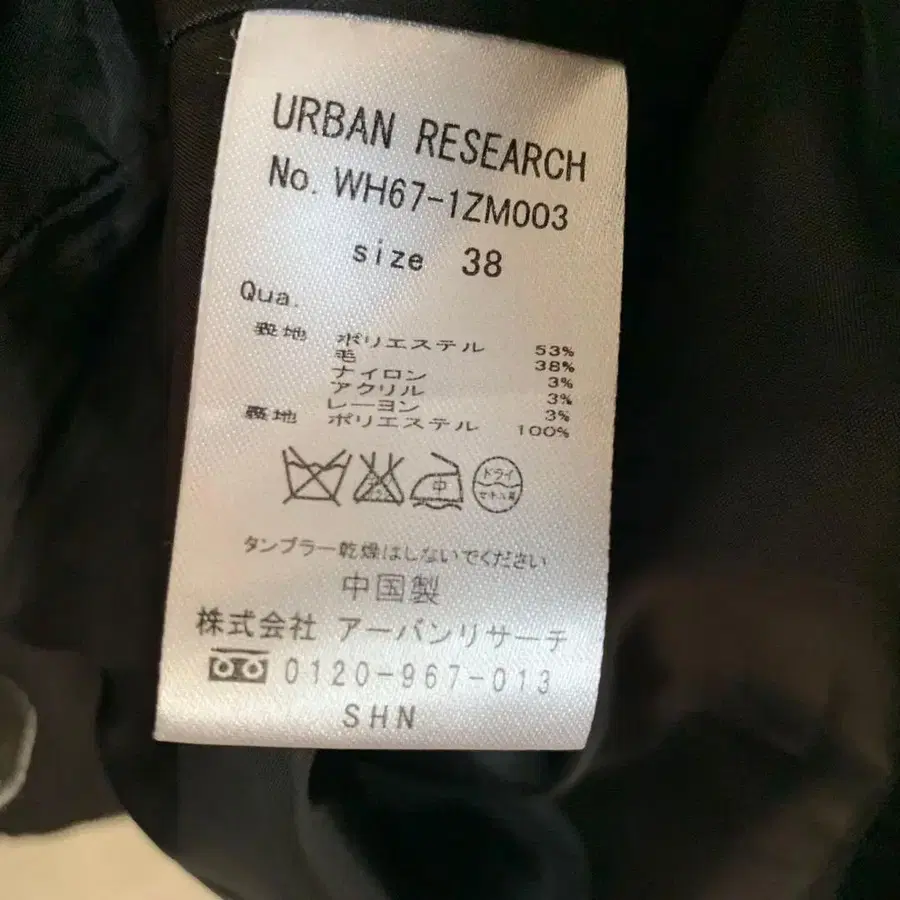 URBAN RESEARCH
No. WH67-1ZM003
size 38
Qua.
表地 ポリエステル 53%
毛 38%
ナイロン 3%
アクリル 3%
レーヨン 3%
裏地 ポリエステル 100%
中 ドライ
タンブラー乾燥はしないでください
中国製
株式会社 アーバンリサーチ
0120-967-013
SHN